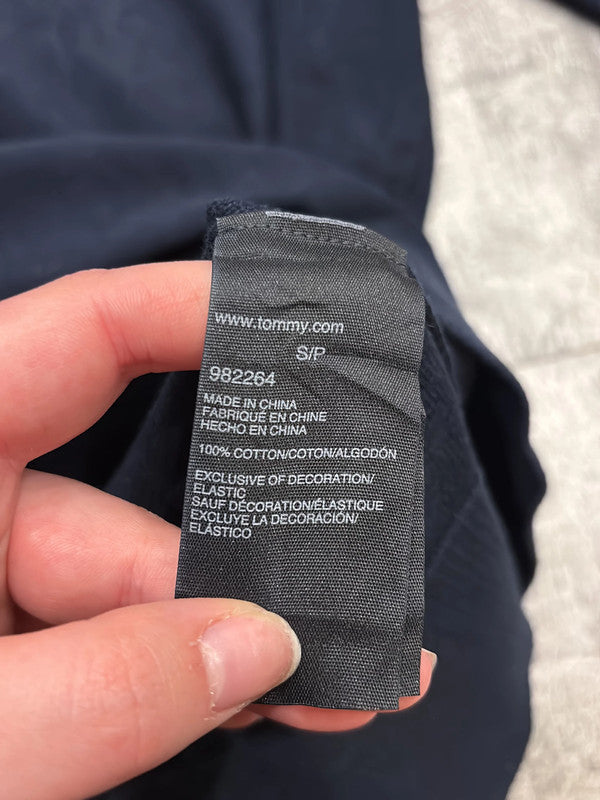 www.tommy.com
S/P
982264
MADE IN CHINA
FABRIQUÉ EN CHINE
HECHO EN CHINA
100% COTTON/COTON/ALGODÓN
EXCLUSIVE OF DECORATION/
ELASTIC
SAUF DÉCORATION/ÉLASTIQUE
EXCLUYE LA DECORACIÓN/
ELÁSTICO